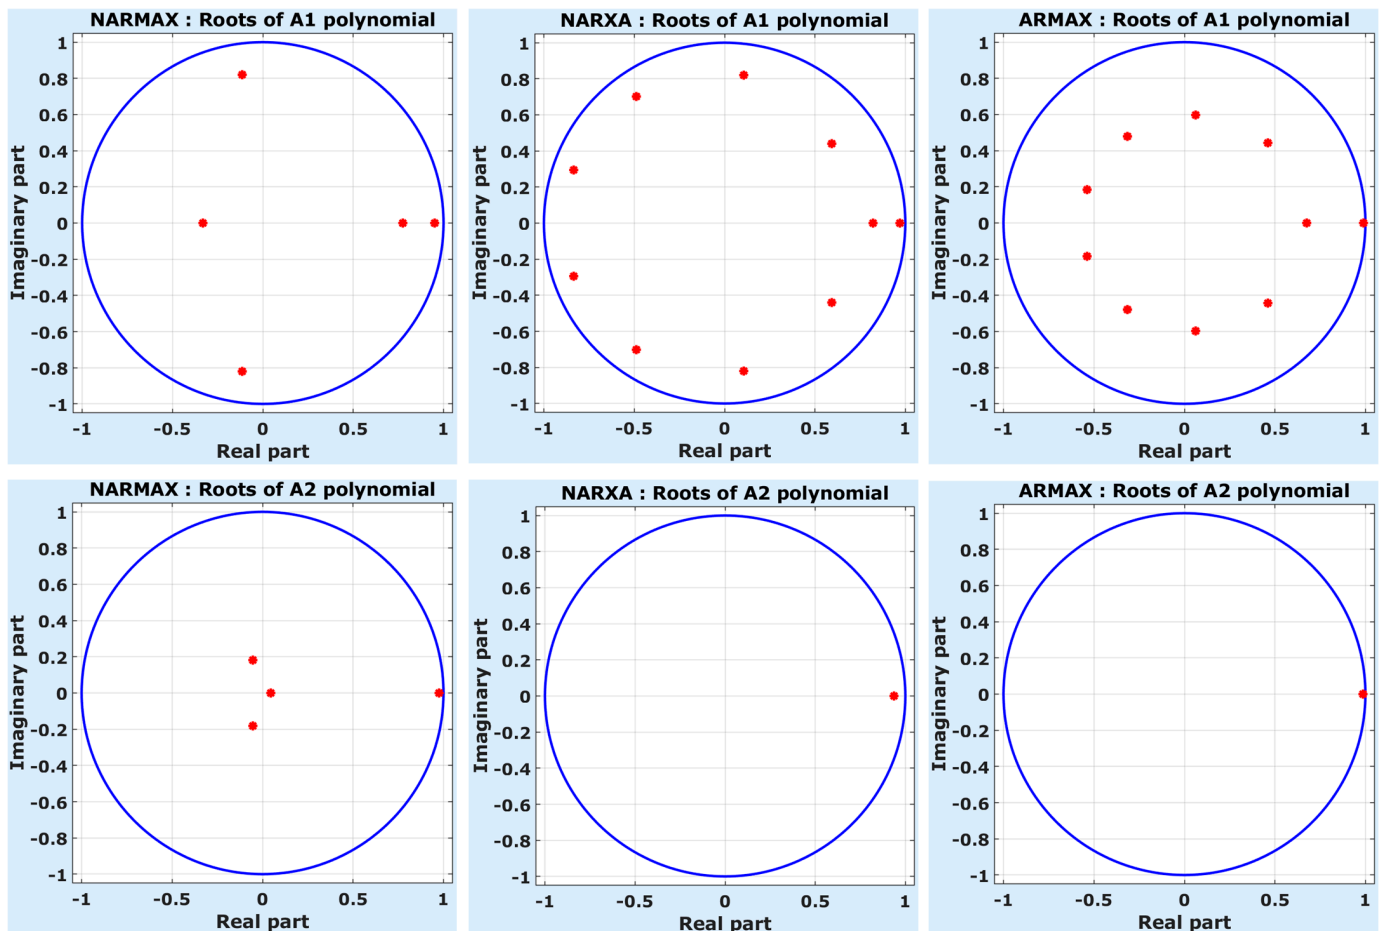 NARMAX : Roots of A1 polynomial
1
0.8
0.6
0.4
0.2
0
-0.2
-0.4
-0.6
-0.8
-1
Imaginary part
-1 -0.5 0 0.5 1
Real part
NARXA : Roots of A1 polynomial
1
0.8
0.6
0.4
0.2
0
-0.2
-0.4
-0.6
-0.8
-1
Imaginary part
-1 -0.5 0 0.5 1
Real part
ARMAX : Roots of A1 polynomial
1
0.8
0.6
0.4
0.2
0
-0.2
-0.4
-0.6
-0.8
-1
Imaginary part
-1 -0.5 0 0.5 1
Real part
NARMAX : Roots of A2 polynomial
1
0.8
0.6
0.4
0.2
0
-0.2
-0.4
-0.6
-0.8
-1
Imaginary part
-1 -0.5 0 0.5 1
Real part
NARXA : Roots of A2 polynomial
1
0.8
0.6
0.4
0.2
0
-0.2
-0.4
-0.6
-0.8
-1
Imaginary part
-1 -0.5 0 0.5 1
Real part
ARMAX : Roots of A2 polynomial
1
0.8
0.6
0.4
0.2
0
-0.2
-0.4
-0.6
-0.8
-1
Imaginary part
-1 -0.5 0 0.5 1
Real part